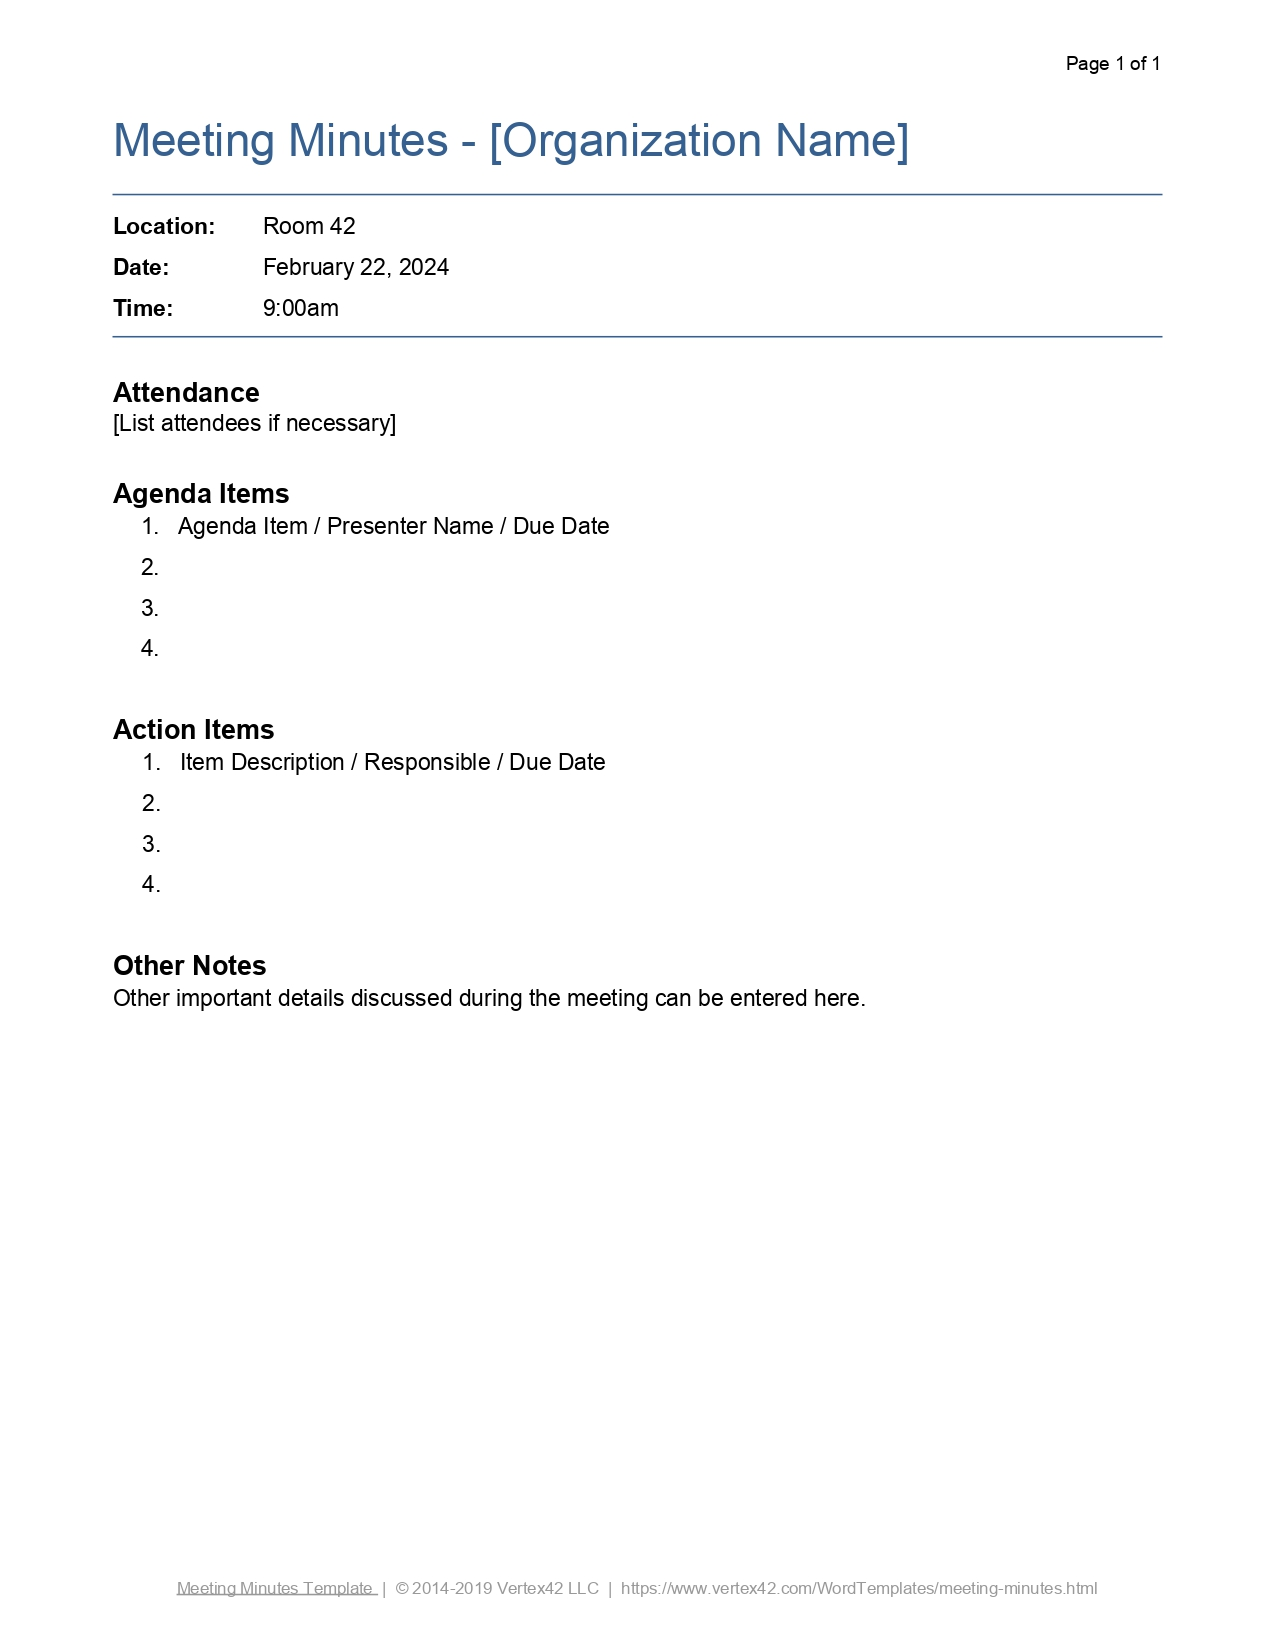 Page 1 of 1
Meeting Minutes - [Organization Name]
Location: Room 42
Date: February 22, 2024
Time: 9:00am
Attendance
[List attendees if necessary]
Agenda Items
1. Agenda Item / Presenter Name / Due Date
2.
3.
4.
Action Items
1. Item Description / Responsible / Due Date
2.
3.
4.
Other Notes
Other important details discussed during the meeting can be entered here.
Meeting Minutes Template | © 2014-2019 Vertex42 LLC | https://www.vertex42.com/WordTemplates/meeting-minutes.html